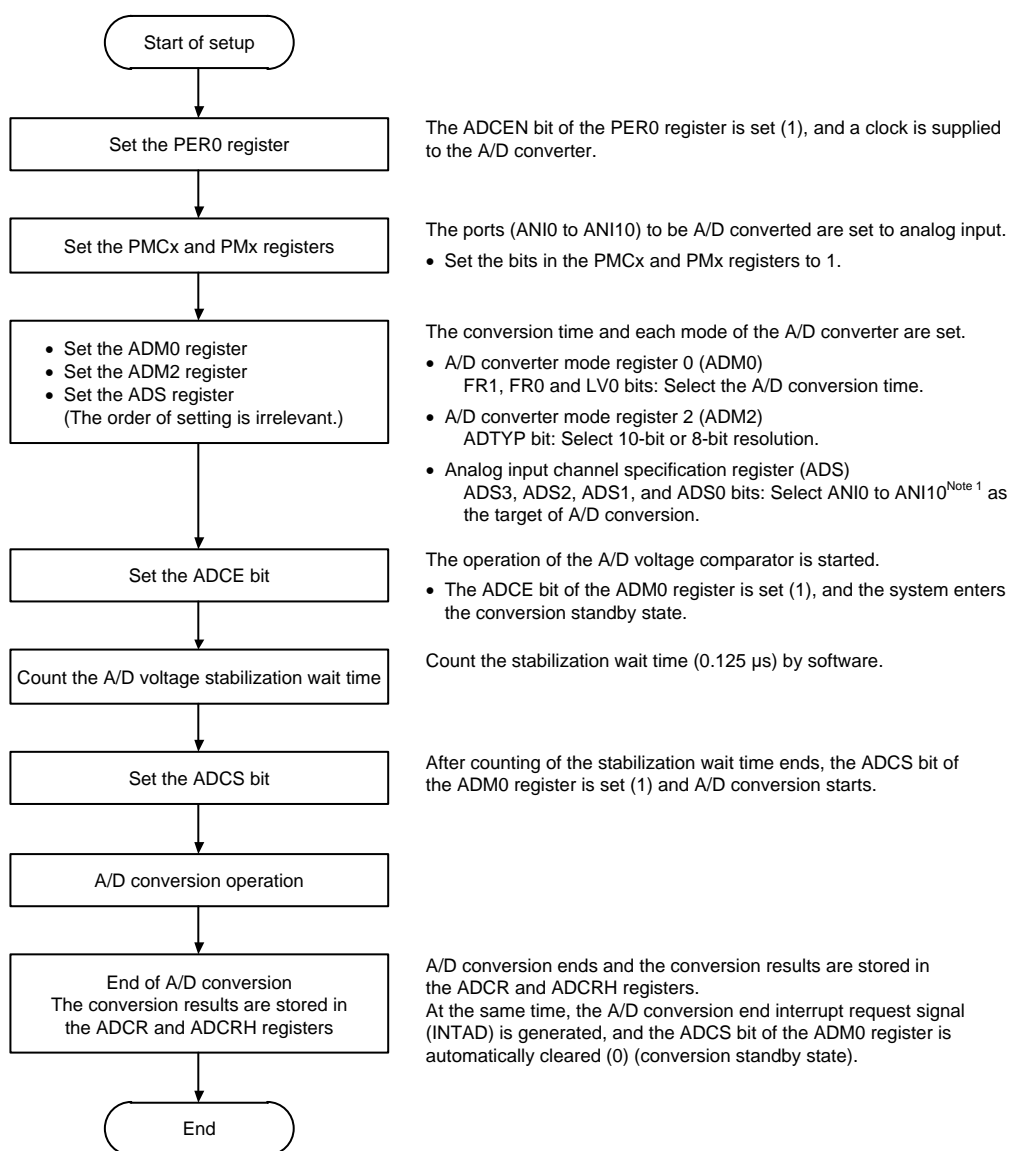 Start of setup
Set the PER0 register
The ADCEN bit of the PER0 register is set (1), and a clock is supplied
to the A/D converter.
Set the PMCx and PMx registers
The ports (ANI0 to ANI10) to be A/D converted are set to analog input.
• Set the bits in the PMCx and PMx registers to 1.
• Set the ADM0 register
• Set the ADM2 register
• Set the ADS register
(The order of setting is irrelevant.)
The conversion time and each mode of the A/D converter are set.
• A/D converter mode register 0 (ADM0)
FR1, FR0 and LV0 bits: Select the A/D conversion time.
• A/D converter mode register 2 (ADM2)
ADTYP bit: Select 10-bit or 8-bit resolution.
• Analog input channel specification register (ADS)
ADS3, ADS2, ADS1, and ADS0 bits: Select ANI0 to ANI10Note 1 as
the target of A/D conversion.
Set the ADCE bit
The operation of the A/D voltage comparator is started.
• The ADCE bit of the ADM0 register is set (1), and the system enters
the conversion standby state.
Count the A/D voltage stabilization wait time
Count the stabilization wait time (0.125 µs) by software.
Set the ADCS bit
After counting of the stabilization wait time ends, the ADCS bit of
the ADM0 register is set (1) and A/D conversion starts.
A/D conversion operation
End of A/D conversion
The conversion results are stored in
the ADCR and ADCRH registers
A/D conversion ends and the conversion results are stored in
the ADCR and ADCRH registers.
At the same time, the A/D conversion end interrupt request signal
(INTAD) is generated, and the ADCS bit of the ADM0 register is
automatically cleared (0) (conversion standby state).
End